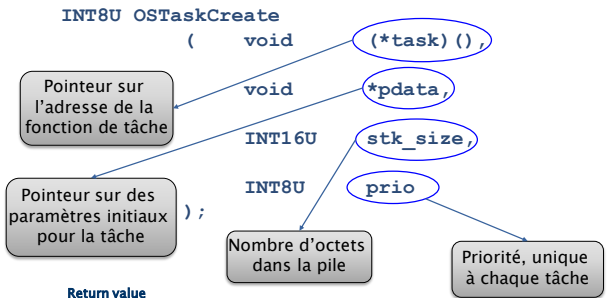 INT8U OSTaskCreate
( void (*task)(),
Pointeur sur
l'adresse de la
fonction de tâche
void *pdata,
INT16U stk_size,
Pointeur sur des
paramètres initiaux
pour la tâche
INT8U prio
);
Nombre d'octets
dans la pile
Priorité, unique
à chaque tâche
Return value